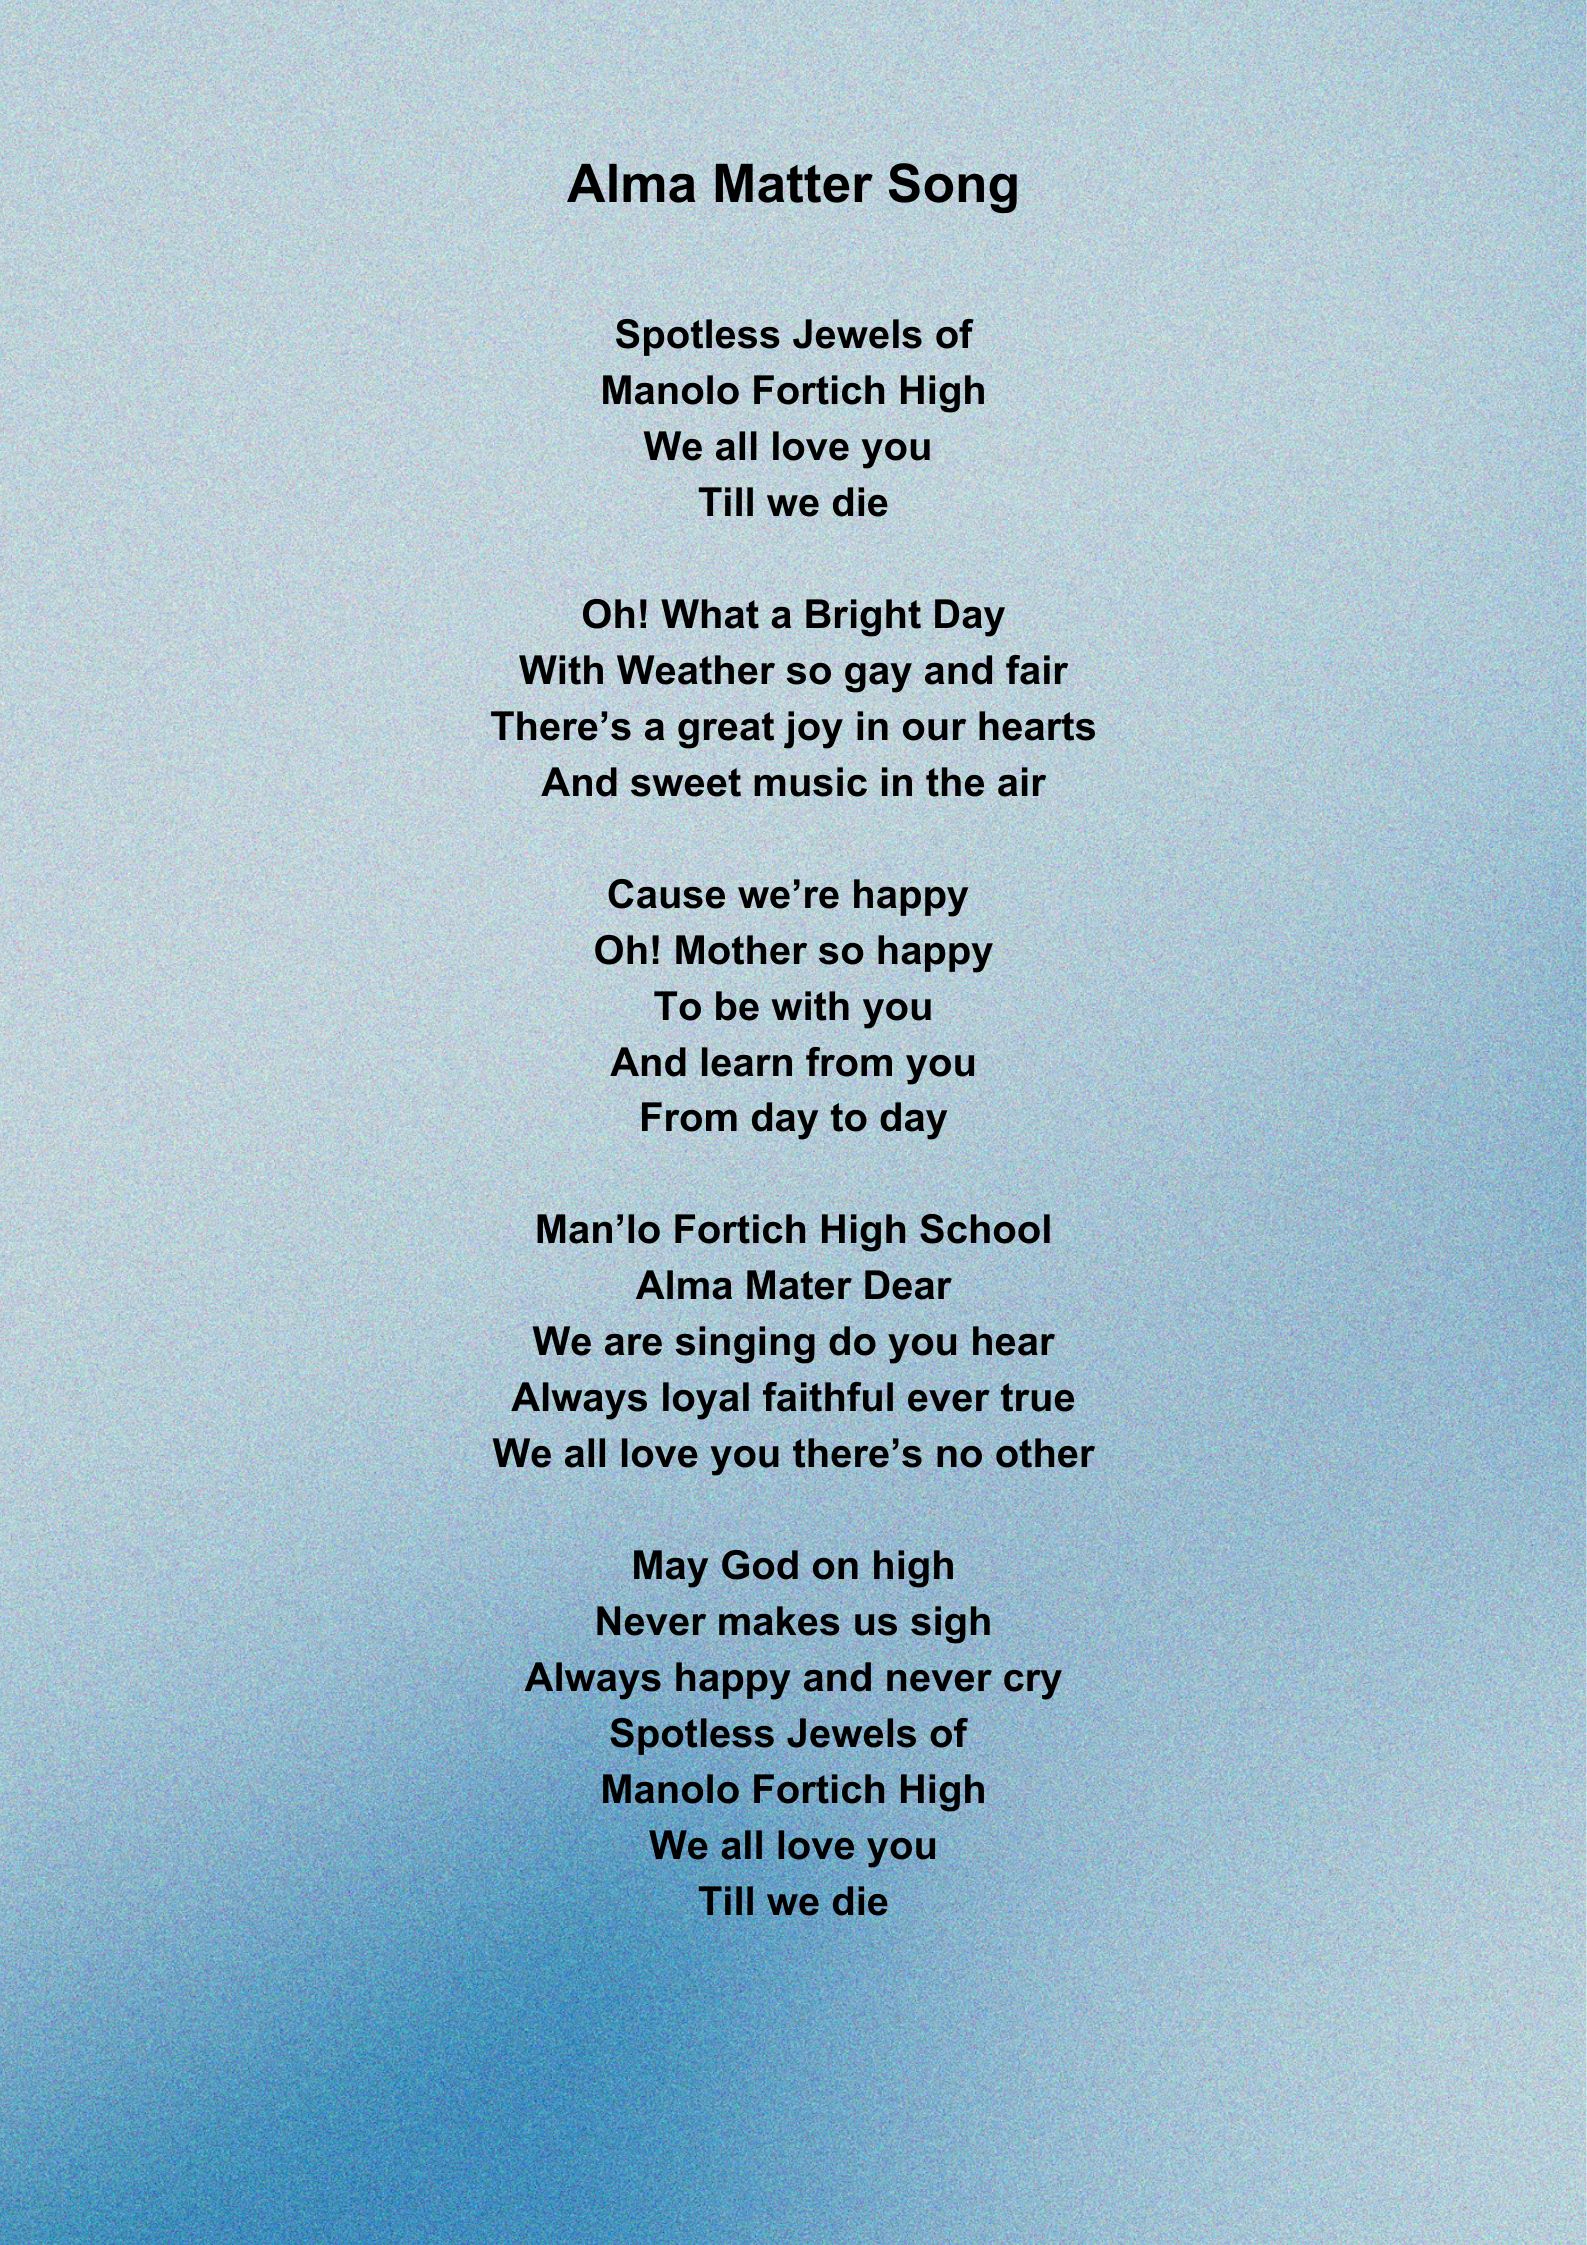 Alma Matter Song
Spotless Jewels of
Manolo Fortich High
We all love you
Till we die
Oh! What a Bright Day
With Weather so gay and fair
There’s a great joy in our hearts
And sweet music in the air
Cause we’re happy
Oh! Mother so happy
To be with you
And learn from you
From day to day
Man’lo Fortich High School
Alma Mater Dear
We are singing do you hear
Always loyal faithful ever true
We all love you there’s no other
May God on high
Never makes us sigh
Always happy and never cry
Spotless Jewels of
Manolo Fortich High
We all love you
Till we die